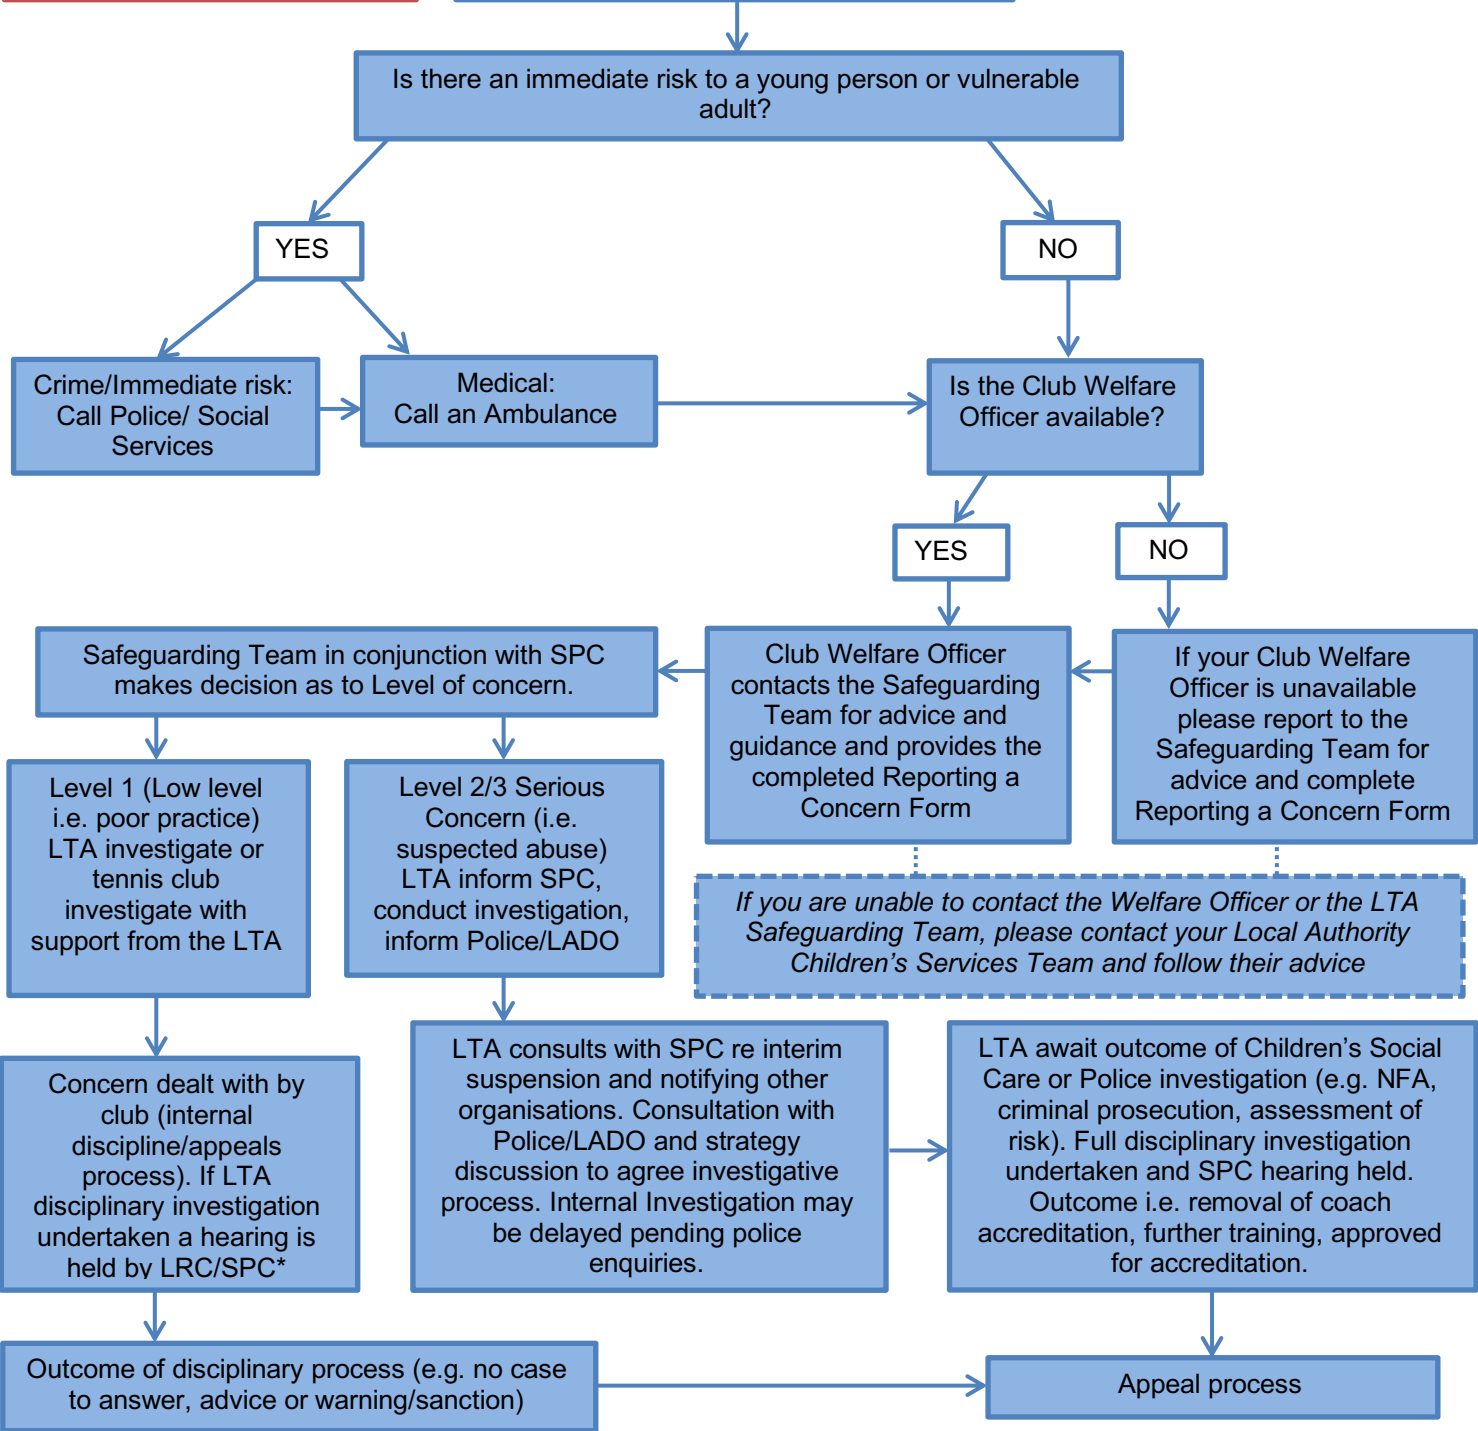 Is there an immediate risk to a young person or vulnerable
adult?
YES
NO
Crime/Immediate risk:
Call Police/ Social
Services
Medical:
Call an Ambulance
Is the Club Welfare
Officer available?
YES
NO
Safeguarding Team in conjunction with SPC
makes decision as to Level of concern.
Club Welfare Officer
contacts the Safeguarding
Team for advice and
guidance and provides the
completed Reporting a
Concern Form
If your Club Welfare
Officer is unavailable
please report to the
Safeguarding Team for
advice and complete
Reporting a Concern Form
Level 1 (Low level
i.e. poor practice)
LTA investigate or
tennis club
investigate with
support from the LTA
Level 2/3 Serious
Concern (i.e.
suspected abuse)
LTA inform SPC,
conduct investigation,
inform Police/LADO
If you are unable to contact the Welfare Officer or the LTA
Safeguarding Team, please contact your Local Authority
Children's Services Team and follow their advice
Concern dealt with by
club (internal
discipline/appeals
process). If LTA
disciplinary investigation
undertaken a hearing is
held by LRC/SPC*
LTA consults with SPC re interim
suspension and notifying other
organisations. Consultation with
Police/LADO and strategy
discussion to agree investigative
process. Internal Investigation may
be delayed pending police
enquiries.
LTA await outcome of Children's Social
Care or Police investigation (e.g. NFA,
criminal prosecution, assessment of
risk). Full disciplinary investigation
undertaken and SPC hearing held.
Outcome i.e. removal of coach
accreditation, further training, approved
for accreditation.
Outcome of disciplinary process (e.g. no case
to answer, advice or warning/sanction)
Appeal process